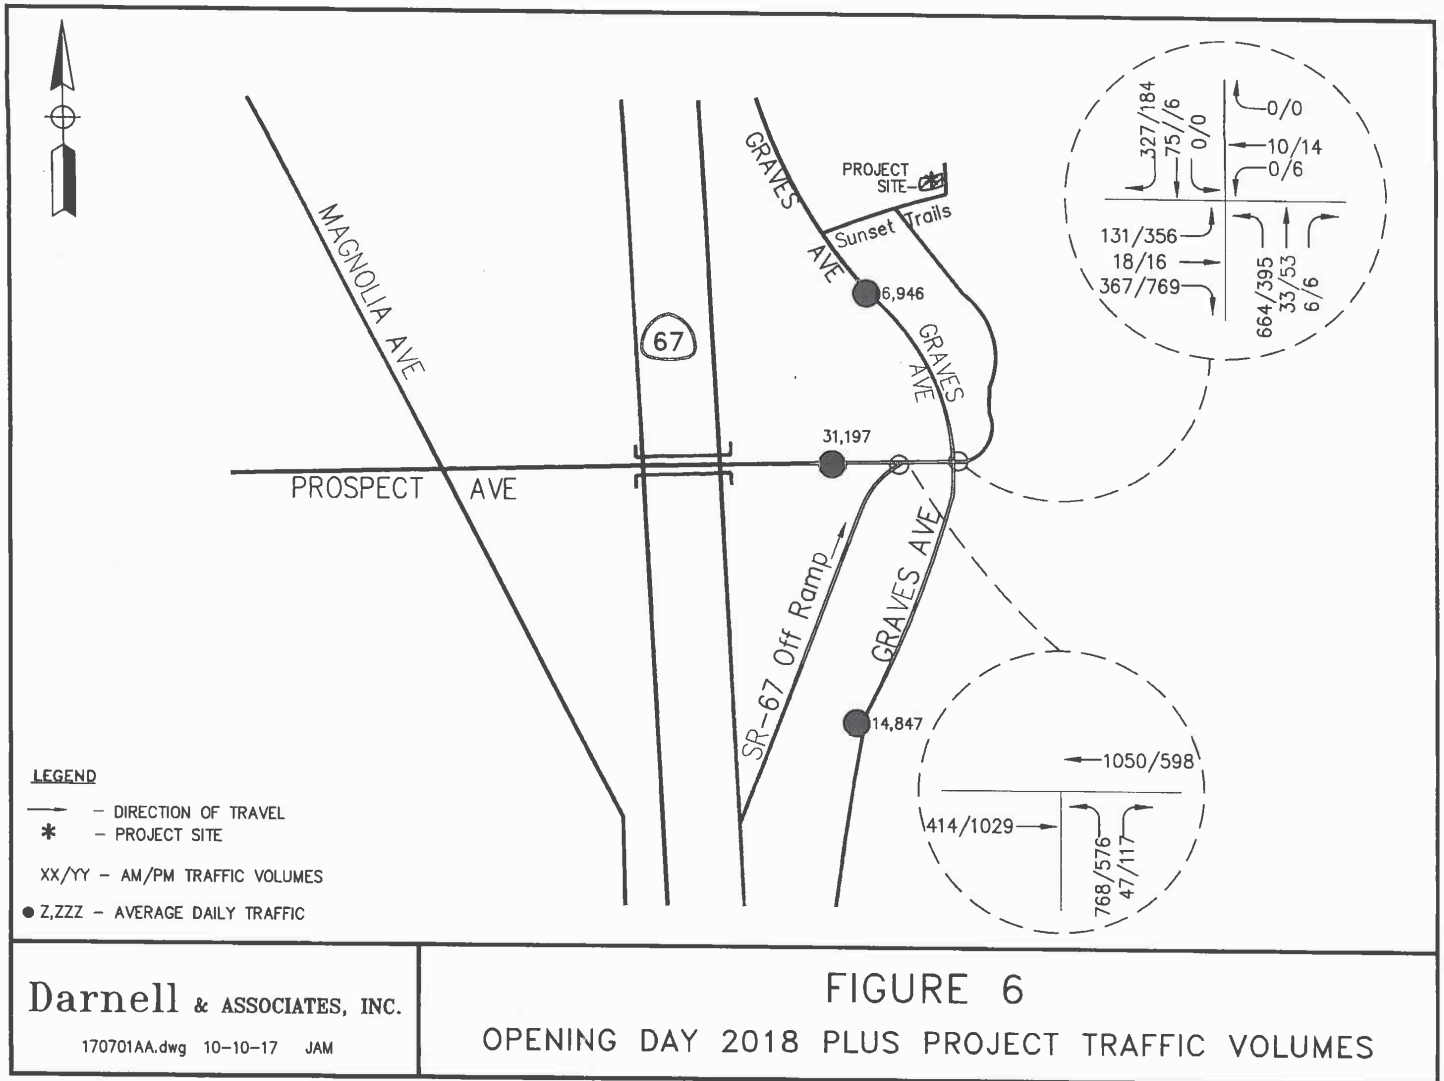 327/184
75//6
0/0
0/0
10/14
0/6
131/356
18/16
367/769
664/395
33/53
6/6
GRAVES
AVE
PROJECT
SITE-
*
Sunset Trails
6,946
MAGNOLIA AVE
67
GRAVES
AVE
31,197
PROSPECT AVE
SR-67 Off Ramp
GRAVES AVE
14,847
1050/598
414/1029
768/576
47/117
LEGEND
– DIRECTION OF TRAVEL
* – PROJECT SITE
XX/YY – AM/PM TRAFFIC VOLUMES
● Z,ZZZ – AVERAGE DAILY TRAFFIC
Darnell & ASSOCIATES, INC.
170701AA.dwg 10-10-17 JAM
FIGURE 6
OPENING DAY 2018 PLUS PROJECT TRAFFIC VOLUMES